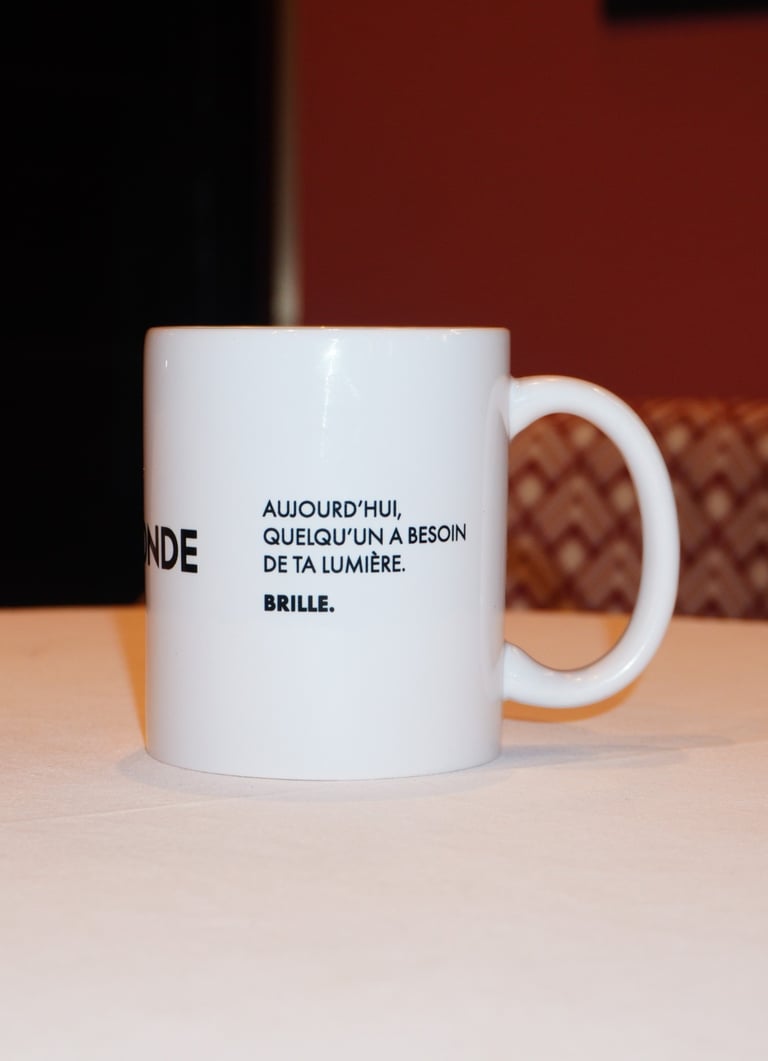 AUJOURD'HUI,
QUELQU'UN A BESOIN
DE TA LUMIÈRE.
BRILLE.